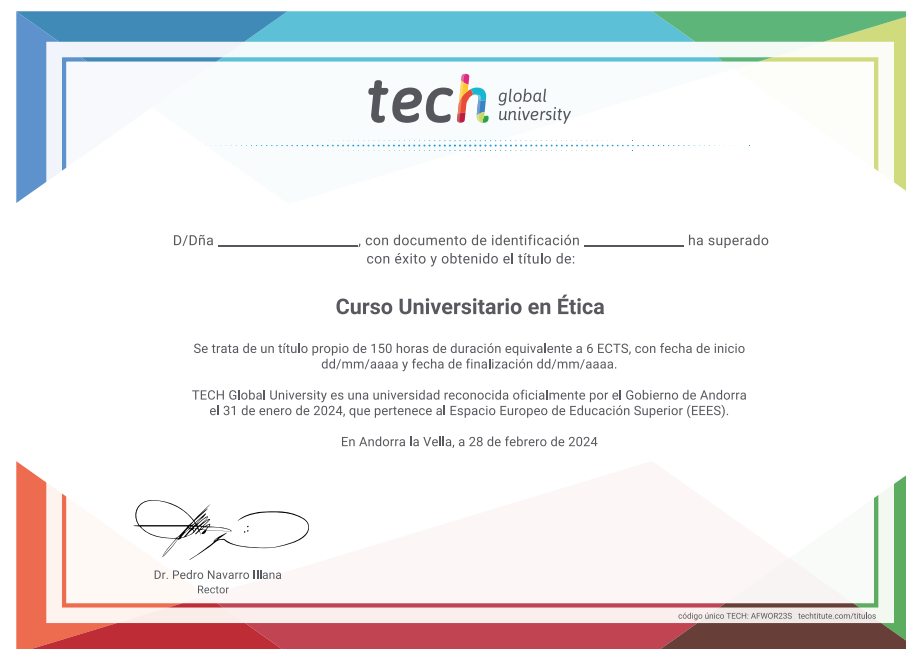 tech global university
D/Dña ____________________, con documento de identificación ______________ ha superado
con éxito y obtenido el título de:
Curso Universitario en Ética
Se trata de un título propio de 150 horas de duración equivalente a 6 ECTS, con fecha de inicio
dd/mm/aaaa y fecha de finalización dd/mm/aaaa.
TECH Global University es una universidad reconocida oficialmente por el Gobierno de Andorra
el 31 de enero de 2024, que pertenece al Espacio Europeo de Educación Superior (EEES).
En Andorra la Vella, a 28 de febrero de 2024
Dr. Pedro Navarro Illana
Rector
código único TECH: AFWOR23S techtitute.com/titulos